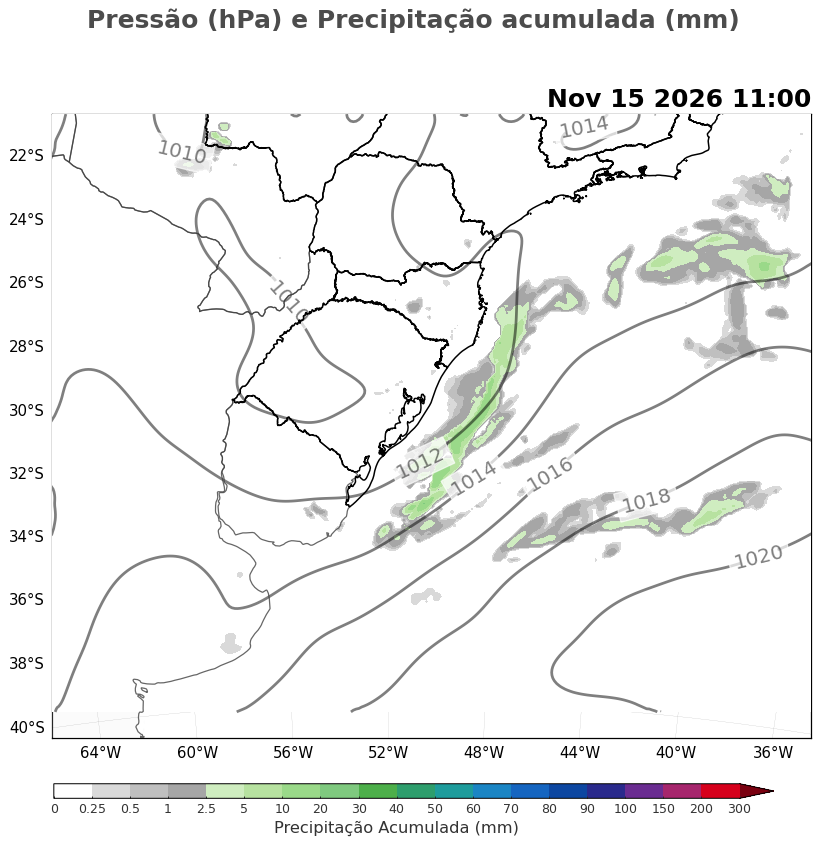 Pressão (hPa) e Precipitação acumulada (mm)
Nov 15 2026 11:00
1014
1010
22°S
24°S
26°S
1010
28°S
30°S
1012
1014
1016
32°S
1018
34°S
1020
36°S
38°S
40°S
64°W 60°W 56°W 52°W 48°W 44°W 40°W 36°W
0 0.25 0.5 1 2.5 5 10 20 30 40 50 60 70 80 90 100 150 200 300
Precipitação Acumulada (mm)